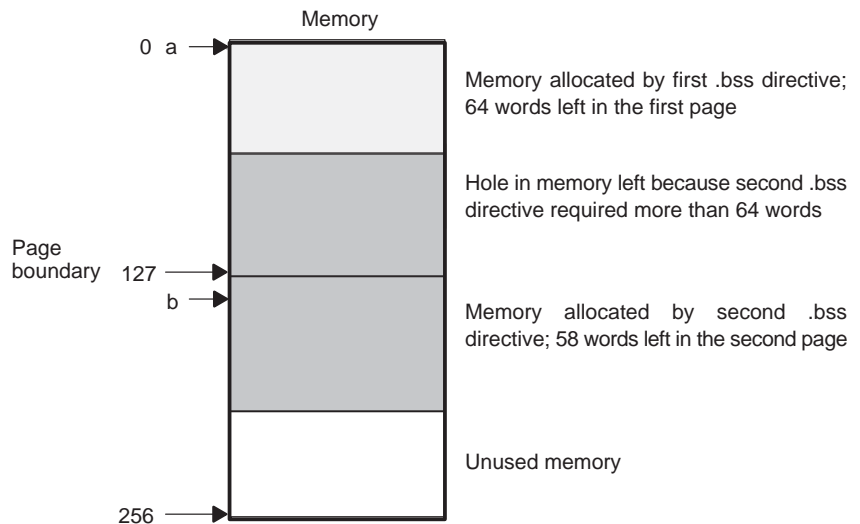 Memory
0 a
Memory allocated by first .bss directive;
64 words left in the first page
Hole in memory left because second .bss
directive required more than 64 words
Page
boundary 127
b
Memory allocated by second .bss
directive; 58 words left in the second page
Unused memory
256